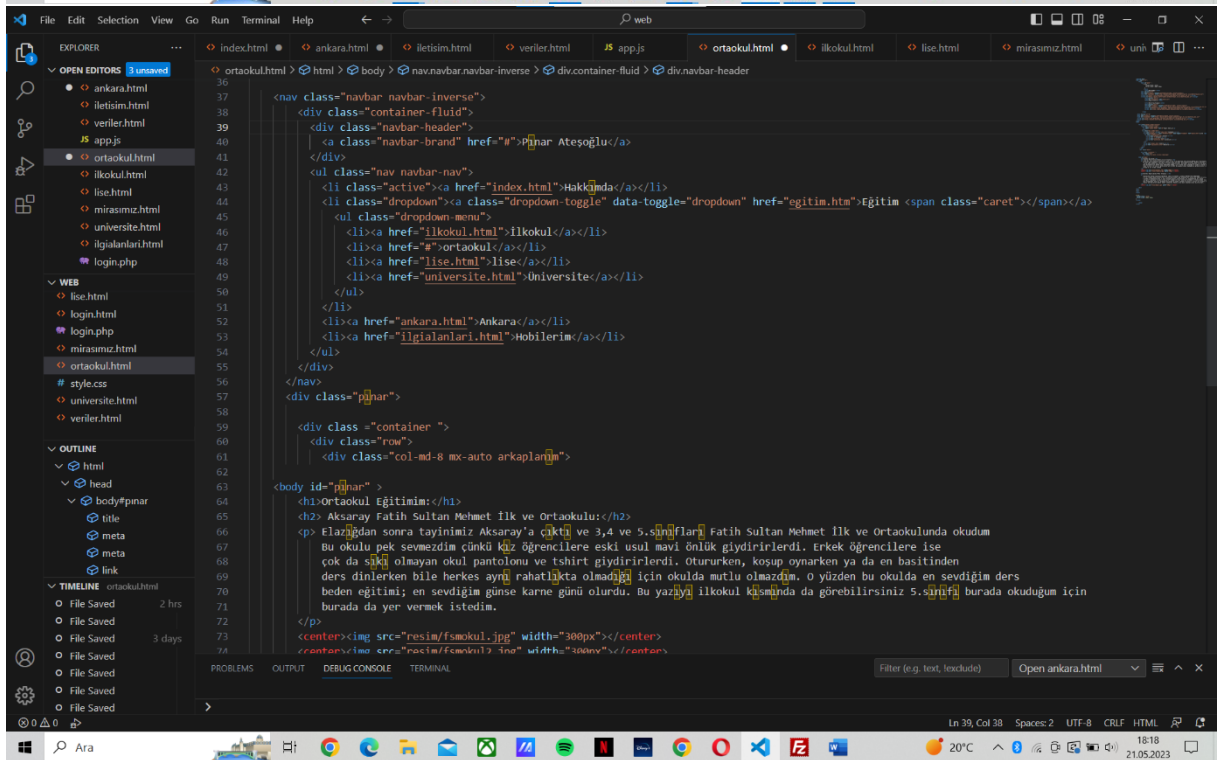 File Edit Selection View Go Run Terminal Help
web
EXPLORER
index.html
ankara.html
iletisim.html
veriler.html
JS app.js
ortaokul.html
ilkokul.html
lise.html
mirasımız.html
OPEN EDITORS 3 unsaved
ankara.html
iletisim.html
veriler.html
JS app.js
ortaokul.html
ilkokul.html
lise.html
mirasımız.html
universite.html
ilgialanlari.html
login.php
WEB
lise.html
login.html
login.php
mirasımız.html
ortaokul.html
# style.css
universite.html
veriler.html
OUTLINE
html
head
body#pınar
title
meta
meta
link
TIMELINE ortaokul.html
File Saved 2 hrs
File Saved
File Saved 3 days
File Saved
File Saved
File Saved
File Saved
ortaokul.html > html > body > nav.navbar.navbar-inverse > div.container-fluid > div.navbar-header
36
37 <nav class="navbar navbar-inverse">
38 <div class="container-fluid">
39 <div class="navbar-header">
40 <a class="navbar-brand" href="#">Pınar Ateşoğlu</a>
41 </div>
42 <ul class="nav navbar-nav">
43 <li class="active"><a href="index.html">Hakkımda</a></li>
44 <li class="dropdown"><a class="dropdown-toggle" data-toggle="dropdown" href="egitim.htm">Eğitim <span class="caret"></span></a>
45 <ul class="dropdown-menu">
46 <li><a href="ilkokul.html">İlkokul</a></li>
47 <li><a href="#">ortaokul</a></li>
48 <li><a href="lise.html">lise</a></li>
49 <li><a href="universite.html">Üniversite</a></li>
50 </ul>
51 </li>
52 <li><a href="ankara.html">Ankara</a></li>
53 <li><a href="ilgialanlari.html">Hobilerim</a></li>
54 </ul>
55 </div>
56 </nav>
57 <div class="pınar">
58
59 <div class ="container ">
60 <div class="row">
61 <div class="col-md-8 mx-auto arkaplanım">
62
63 <body id="pınar" >
64 <h1>Ortaokul Eğitimim:</h1>
65 <h2> Aksaray Fatih Sultan Mehmet İlk ve Ortaokulu:</h2>
66 <p> Elazığdan sonra tayinimiz Aksaray'a çıktı ve 3,4 ve 5.sınıfları Fatih Sultan Mehmet İlk ve Ortaokulunda okudum
67 Bu okulu pek sevmezdim çünkü kız öğrencilere eski usul mavi önlük giydirirlerdi. Erkek öğrencilere ise
68 çok da sıkı olmayan okul pantolonu ve tshirt giydirirlerdi. Otururken, koşup oynarken ya da en basitinden
69 ders dinlerken bile herkes aynı rahatlıkta olmadığı için okulda mutlu olmazdım. O yüzden bu okulda en sevdiğim ders
70 beden eğitimi; en sevdiğim günse karne günü olurdu. Bu yazıyı ilkokul kısmında da görebilirsiniz 5.sınıfı burada okuduğum için
71 burada da yer vermek istedim.
72 </p>
73 <center><img src="resim/fsmokul.jpg" width="300px"></center>
74 <center><img src="resim/fsmokul2.jpg" width="300px"></center>
PROBLEMS OUTPUT DEBUG CONSOLE TERMINAL
Filter (e.g. text, !exclude)
Open ankara.html
0 0
Ln 39, Col 38 Spaces: 2 UTF-8 CRLF HTML
Ara
20°C
18:18
21.05.2023